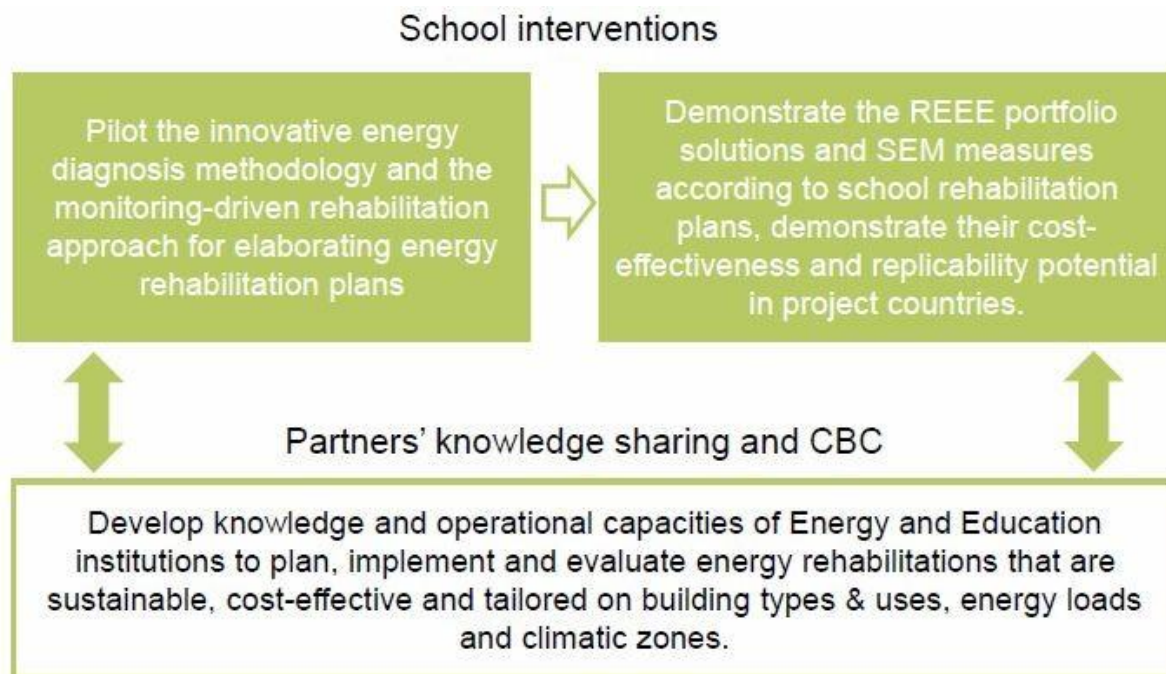 School interventions
Pilot the innovative energy
diagnosis methodology and the
monitoring-driven rehabilitation
approach for elaborating energy
rehabilitation plans
Demonstrate the REEE portfolio
solutions and SEM measures
according to school rehabilitation
plans, demonstrate their cost-
effectiveness and replicability potential
in project countries.
Partners’ knowledge sharing and CBC
Develop knowledge and operational capacities of Energy and Education
institutions to plan, implement and evaluate energy rehabilitations that are
sustainable, cost-effective and tailored on building types & uses, energy loads
and climatic zones.